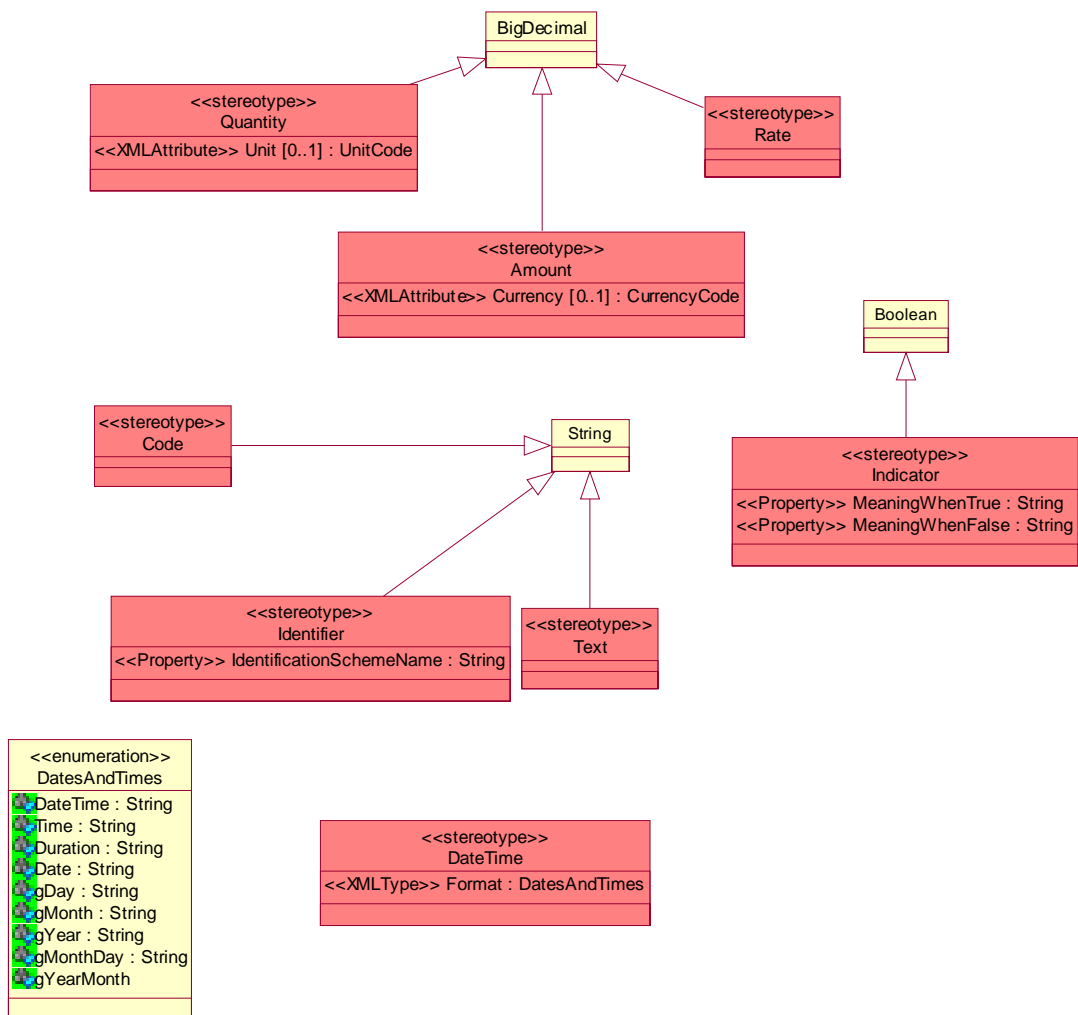 BigDecimal
<<stereotype>>
Quantity
<<XMLAttribute>> Unit [0..1] : UnitCode
<<stereotype>>
Rate
<<stereotype>>
Amount
<<XMLAttribute>> Currency [0..1] : CurrencyCode
Boolean
<<stereotype>>
Code
String
<<stereotype>>
Indicator
<<Property>> MeaningWhenTrue : String
<<Property>> MeaningWhenFalse : String
<<stereotype>>
Identifier
<<Property>> IdentificationSchemeName : String
<<stereotype>>
Text
<<enumeration>>
DatesAndTimes
DateTime : String
Time : String
Duration : String
Date : String
gDay : String
gMonth : String
gYear : String
gMonthDay : String
gYearMonth
<<stereotype>>
DateTime
<<XMLType>> Format : DatesAndTimes